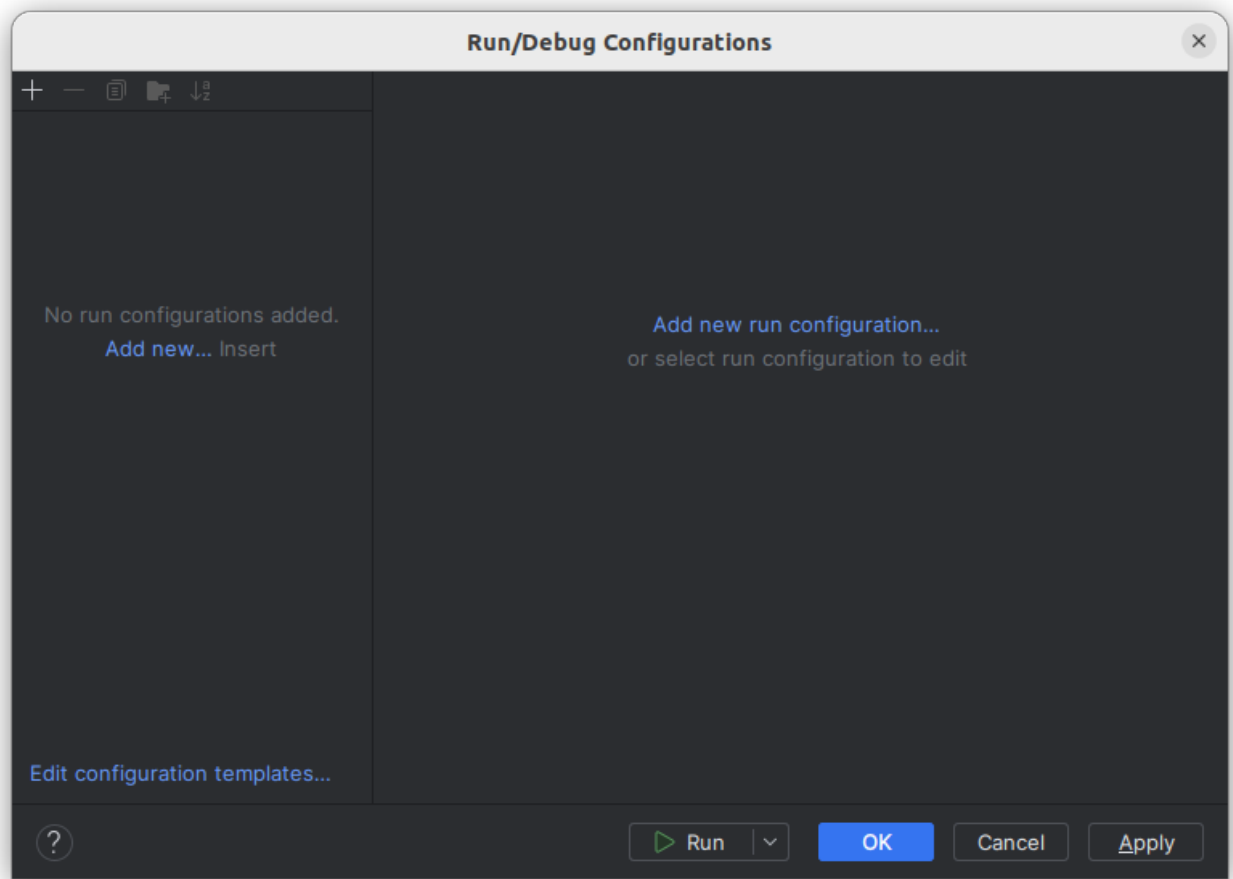 Run/Debug Configurations
No run configurations added.
Add new... Insert
Add new run configuration...
or select run configuration to edit
Edit configuration templates...
? Run OK Cancel Apply